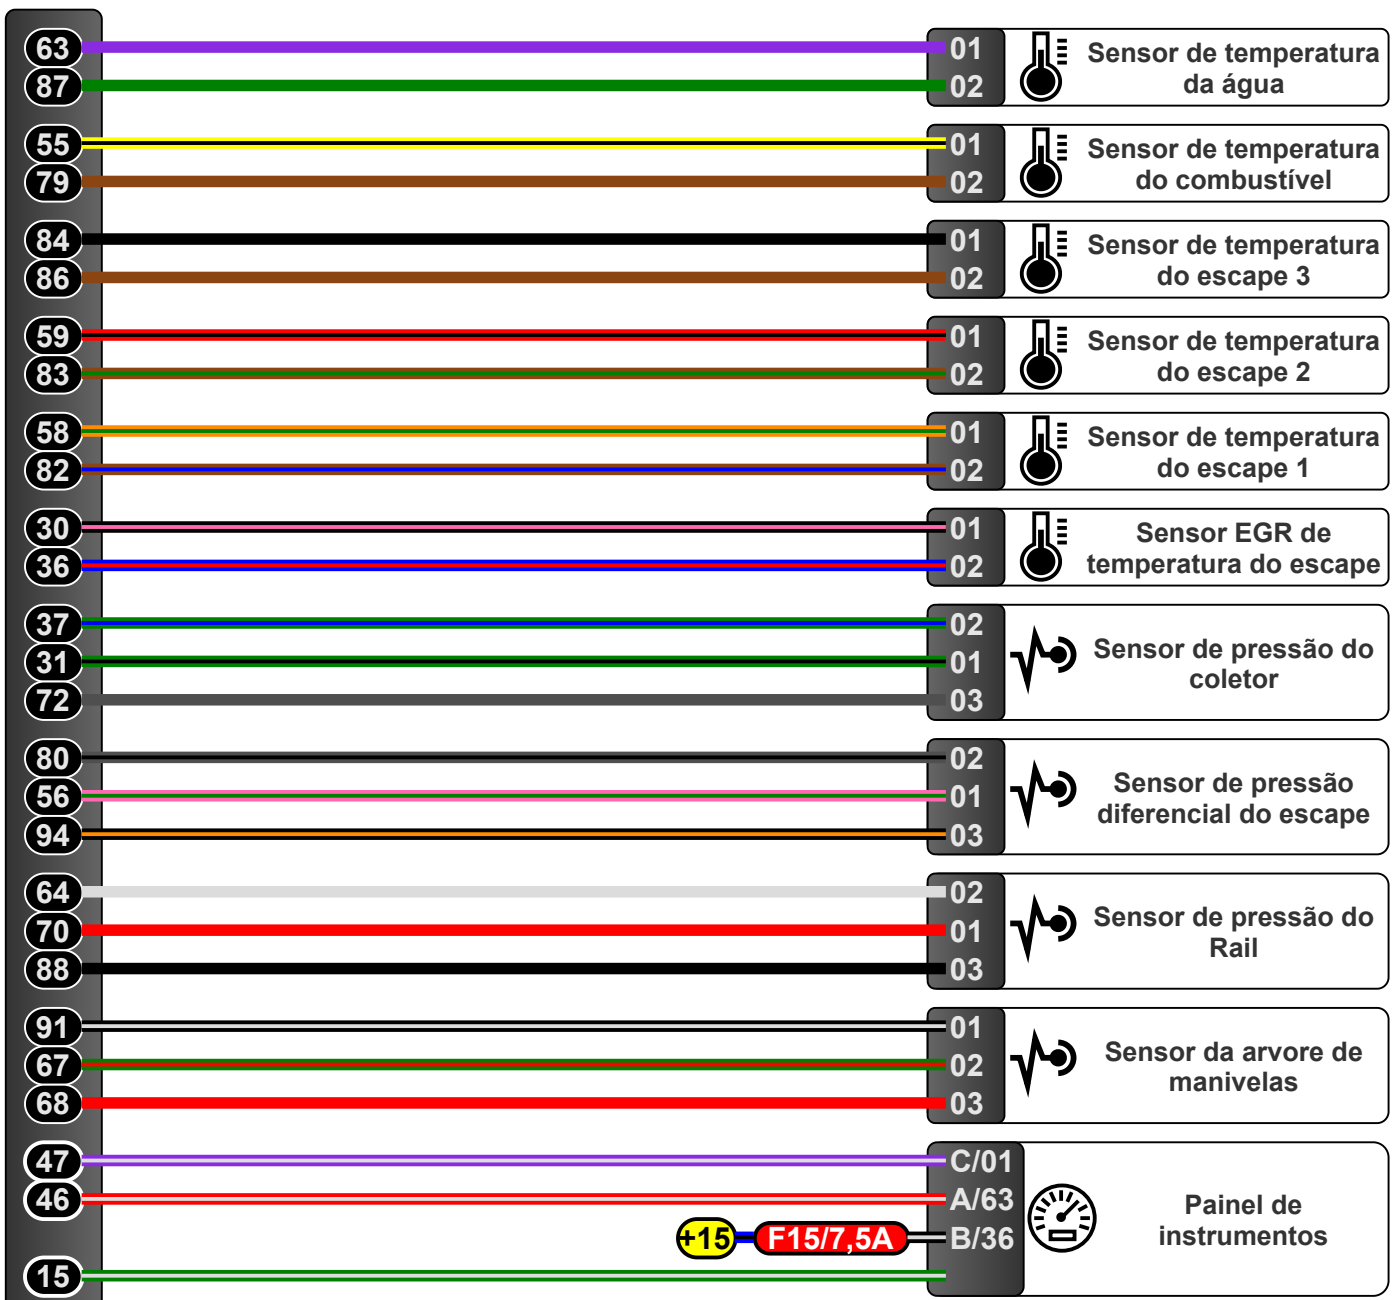 63 01
87 02
Sensor de temperatura
da água
55 01
79 02
Sensor de temperatura
do combustível
84 01
86 02
Sensor de temperatura
do escape 3
59 01
83 02
Sensor de temperatura
do escape 2
58 01
82 02
Sensor de temperatura
do escape 1
30 01
36 02
Sensor EGR de
temperatura do escape
37 02
31 01
72 03
Sensor de pressão do
coletor
80 02
56 01
94 03
Sensor de pressão
diferencial do escape
64 02
70 01
88 03
Sensor de pressão do
Rail
91 01
67 02
68 03
Sensor da arvore de
manivelas
47 C/01
46 A/63
+15 F15/7,5A B/36
15
Painel de
instrumentos